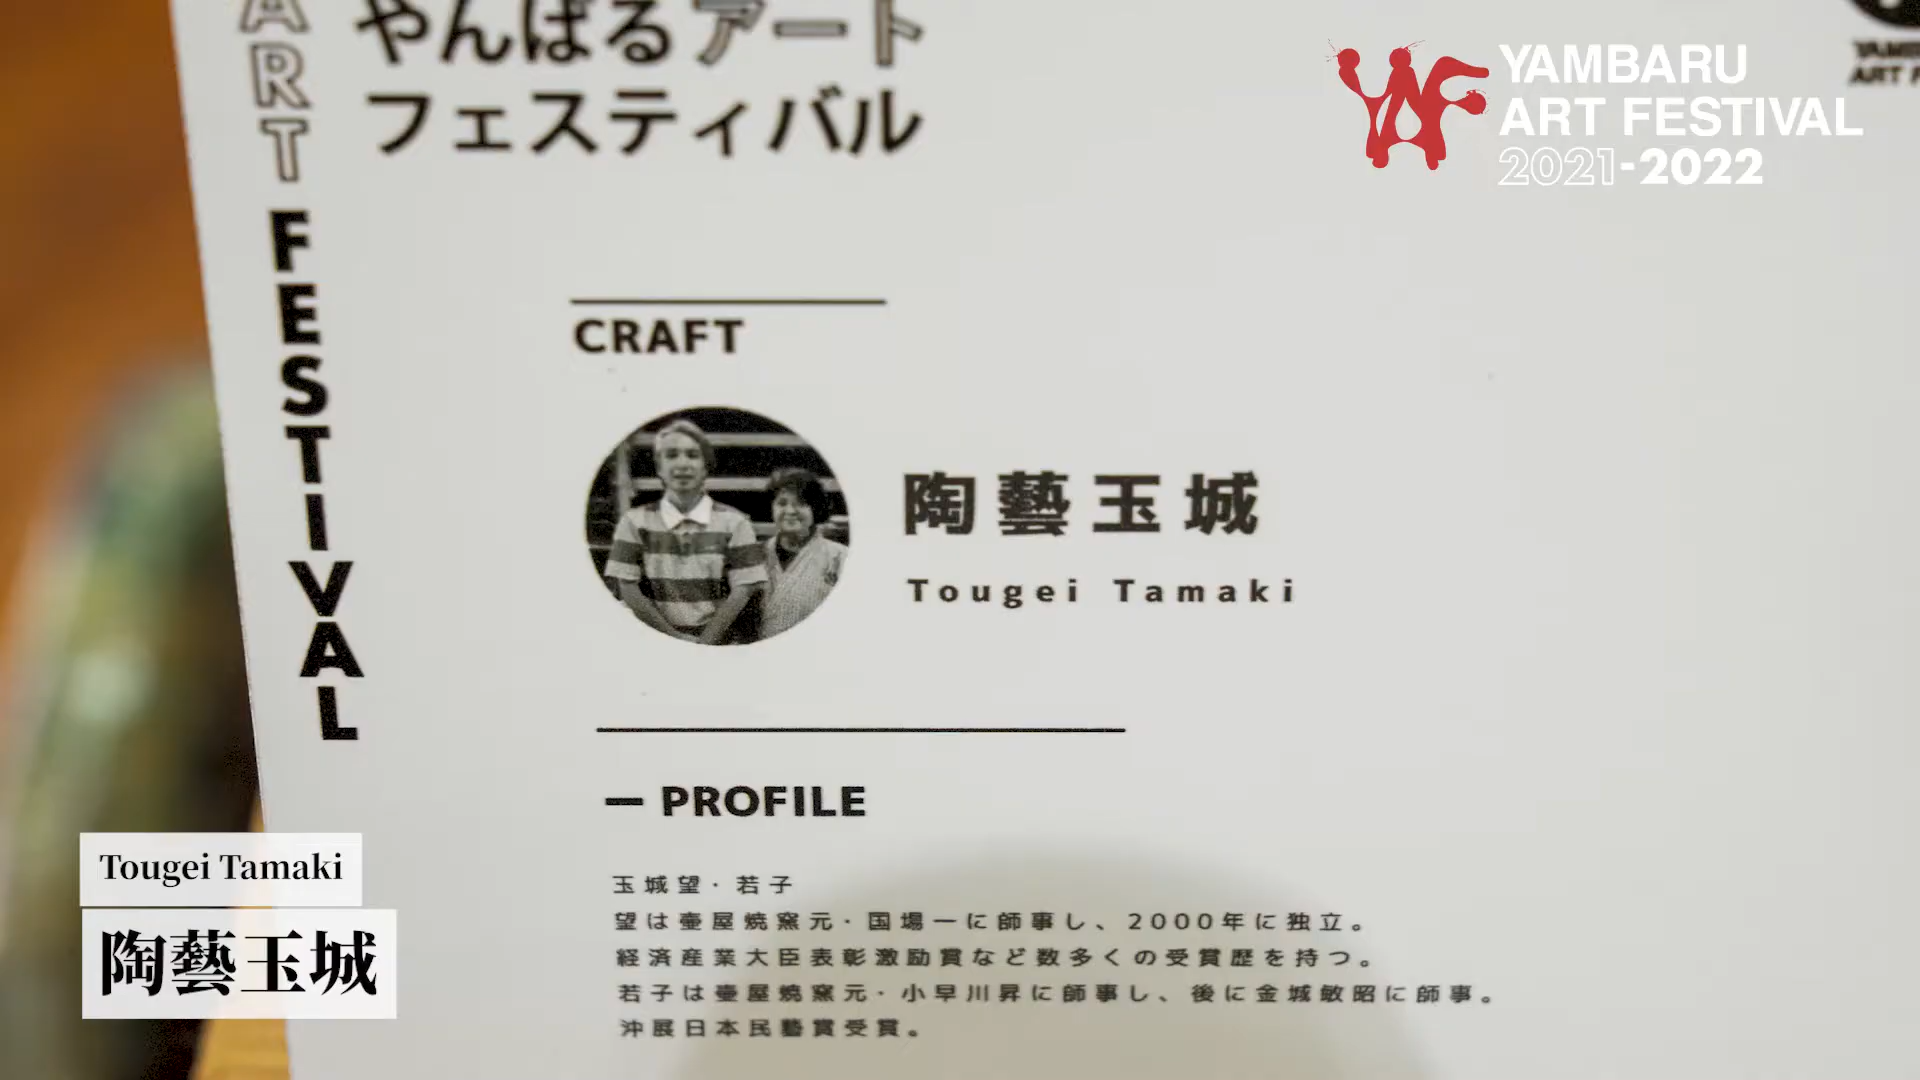 ART FESTIVAL
やんばるアート
フェスティバル
YAMBARU
ART FESTIVAL
2021-2022
CRAFT
陶藝玉城
Tougei Tamaki
— PROFILE
玉城望・若子
望は壷屋焼窯元・国場一に師事し、2000年に独立。
経済産業大臣表彰激励賞など数多くの受賞歴を持つ。
若子は壷屋焼窯元・小早川昇に師事し、後に金城敏昭に師事。
沖展日本民藝賞受賞。
Tougei Tamaki
陶藝玉城